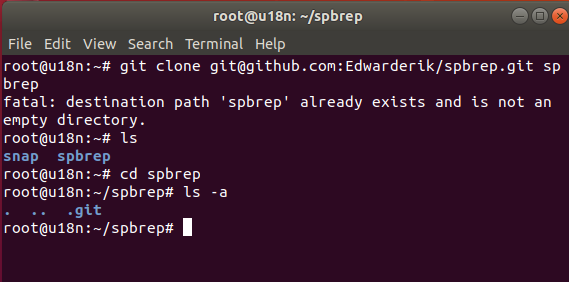 root@u18n: ~/spbrep
File Edit View Search Terminal Help
root@u18n:~# git clone git@github.com:Edwarderik/spbrep.git sp
brep
fatal: destination path 'spbrep' already exists and is not an
empty directory.
root@u18n:~# ls
snap  spbrep
root@u18n:~# cd spbrep
root@u18n:~/spbrep# ls -a
.  ..  .git
root@u18n:~/spbrep#